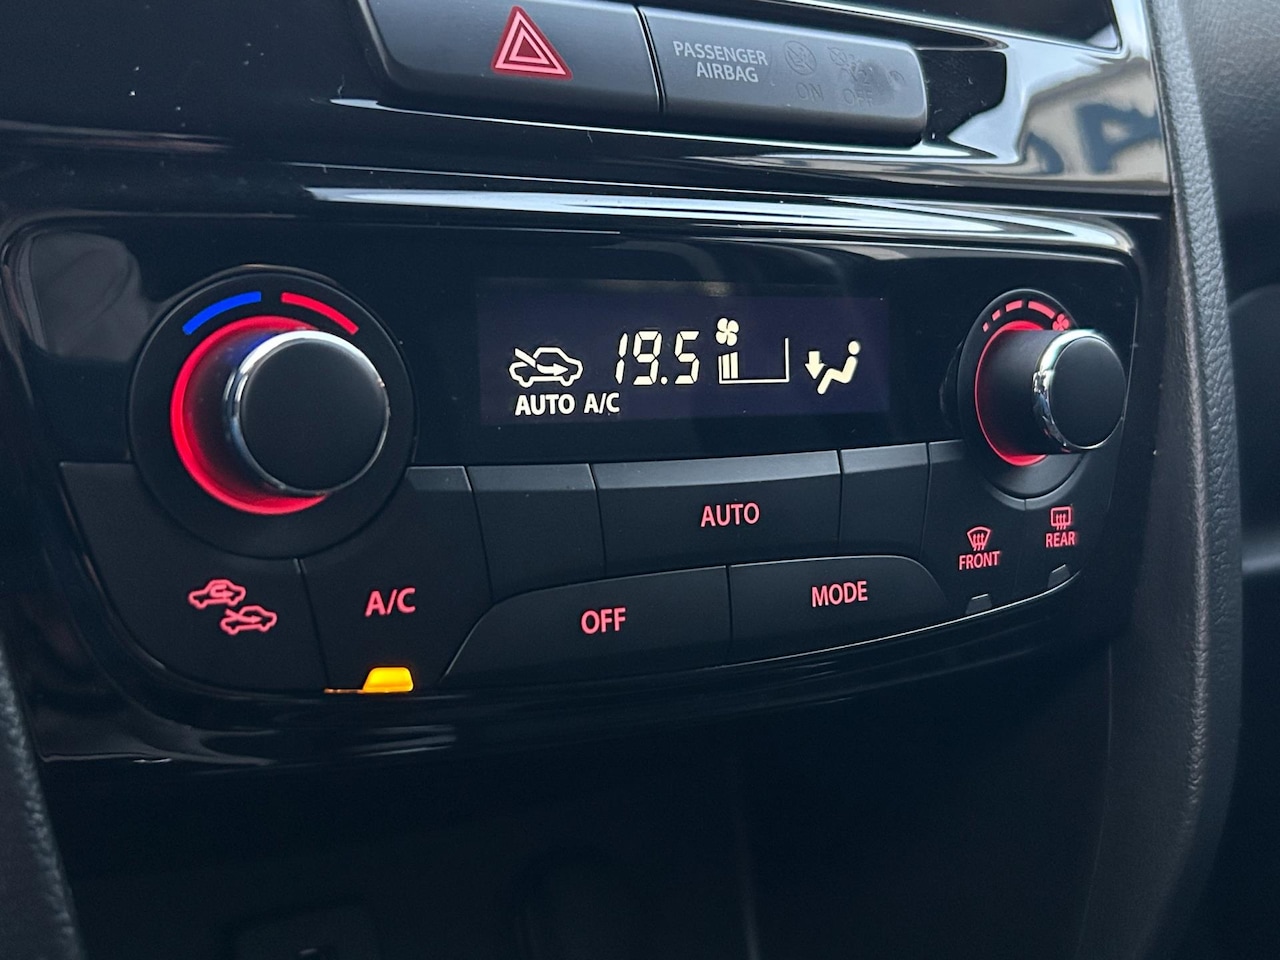 PASSENGER
AIRBAG
ON OFF
19.5
AUTO A/C
AUTO
A/C
OFF
MODE
FRONT
REAR